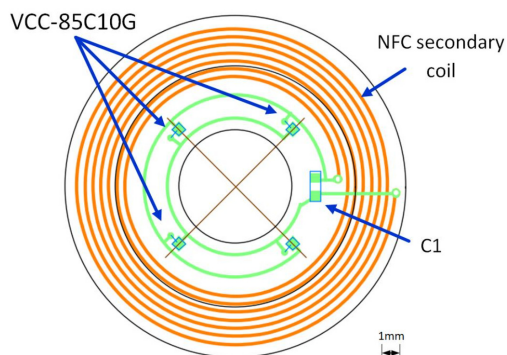 VCC-85C10G
NFC secondary
coil
C1
1mm